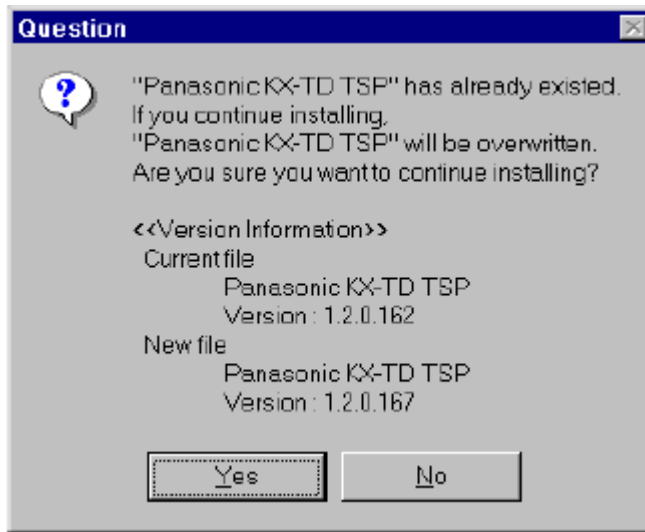 Question
"Panasonic KX-TD TSP" has already existed.
If you continue installing,
"Panasonic KX-TD TSP" will be overwritten.
Are you sure you want to continue installing?
<<Version Information>>
Current file
Panasonic KX-TD TSP
Version : 1.2.0.162
New file
Panasonic KX-TD TSP
Version : 1.2.0.167
Yes
No